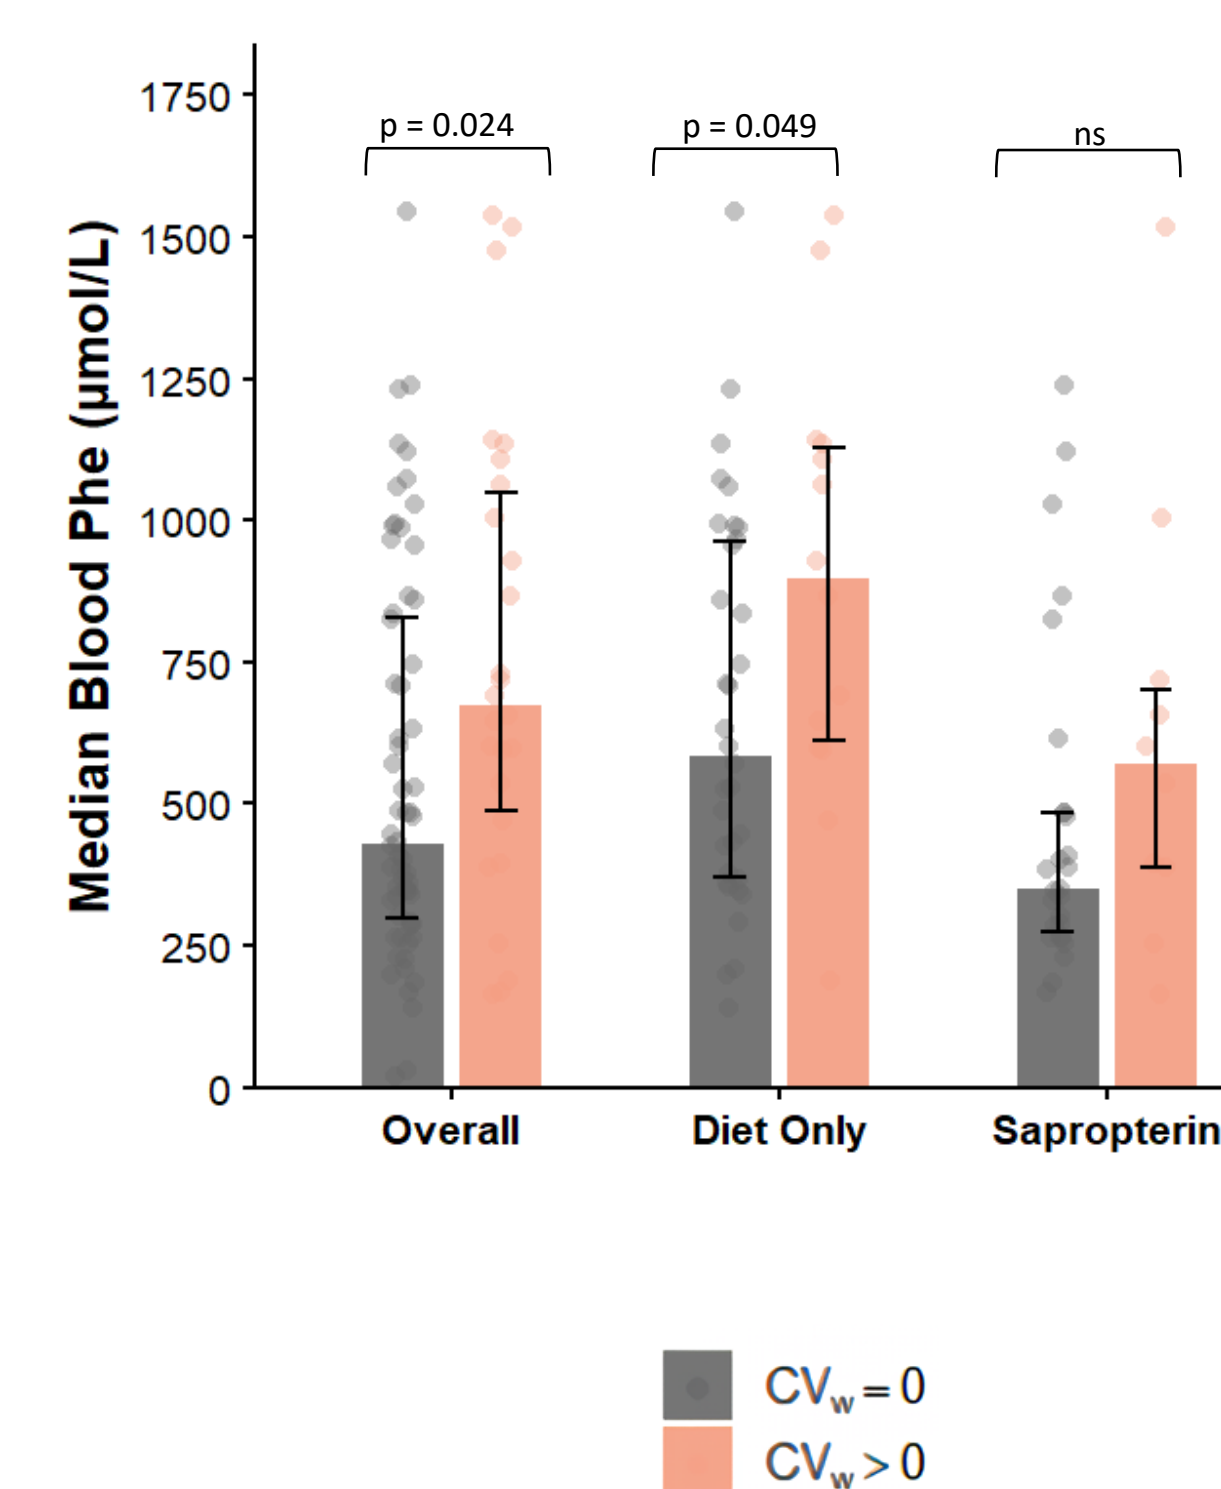 Median Blood Phe (µmol/L)
1750
1500
1250
1000
750
500
250
0
p = 0.024
p = 0.049
ns
Overall
Diet Only
Sapropterin
CVw = 0
CVw > 0